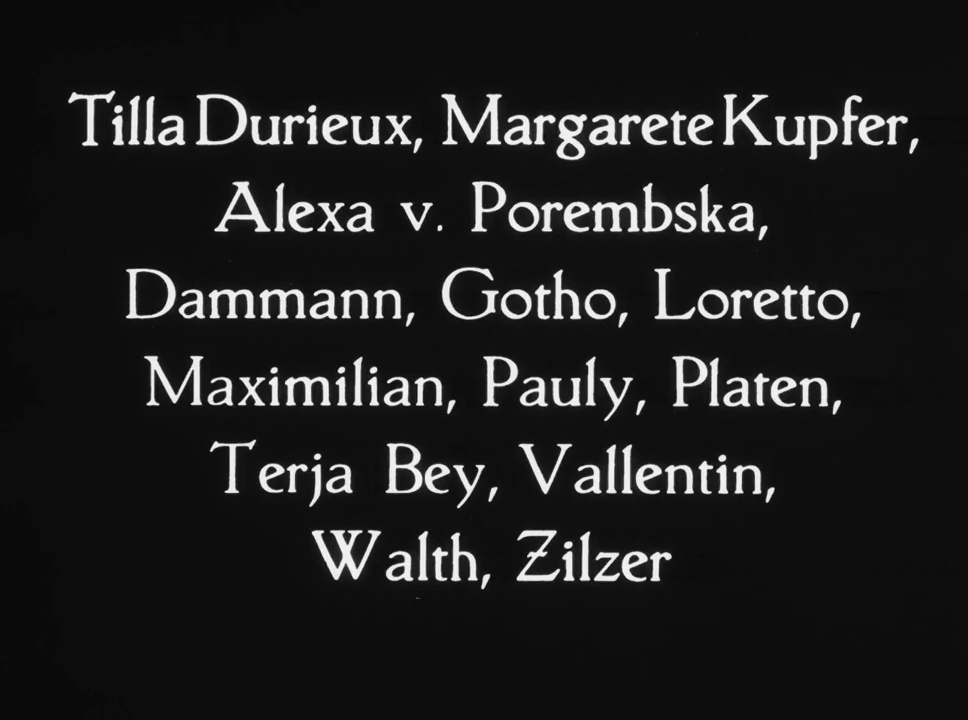 Tilla Durieux, Margarete Kupfer,
Alexa v. Porembska,
Dammann, Gotho, Loretto,
Maximilian, Pauly, Platen,
Terja Bey, Vallentin,
Walth, Zilzer